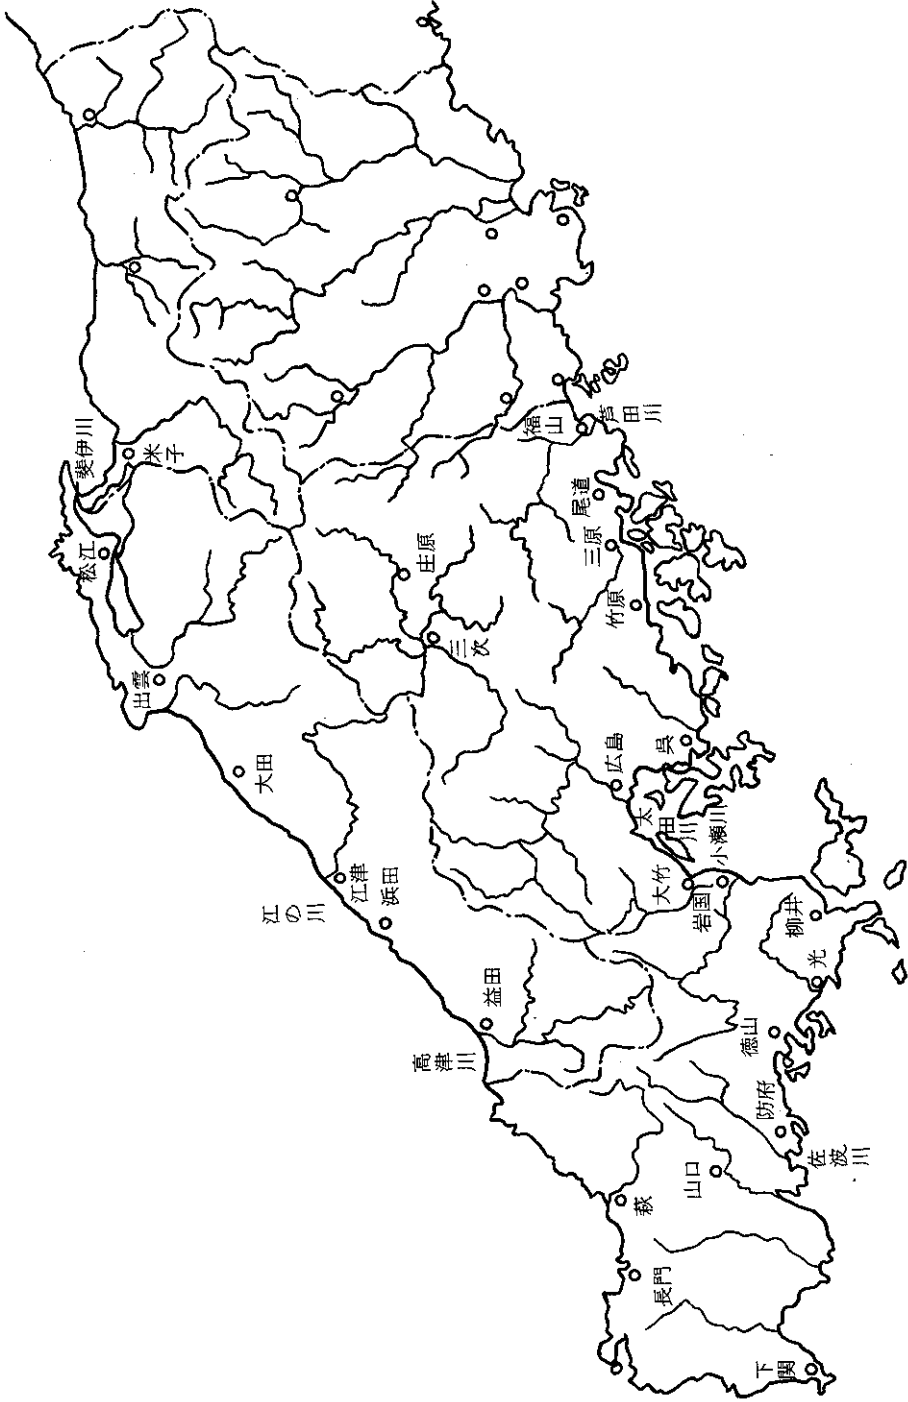 斐伊川
米子
松江
出雲
大田
江の川
江津
浜田
益田
高津川
萩
長門
下関
山口
佐波川
防府
徳山
光
柳井
岩国
小瀬川
大竹
太田川
広島
呉
竹原
三原
尾道
福山
芦田川
庄原
三次